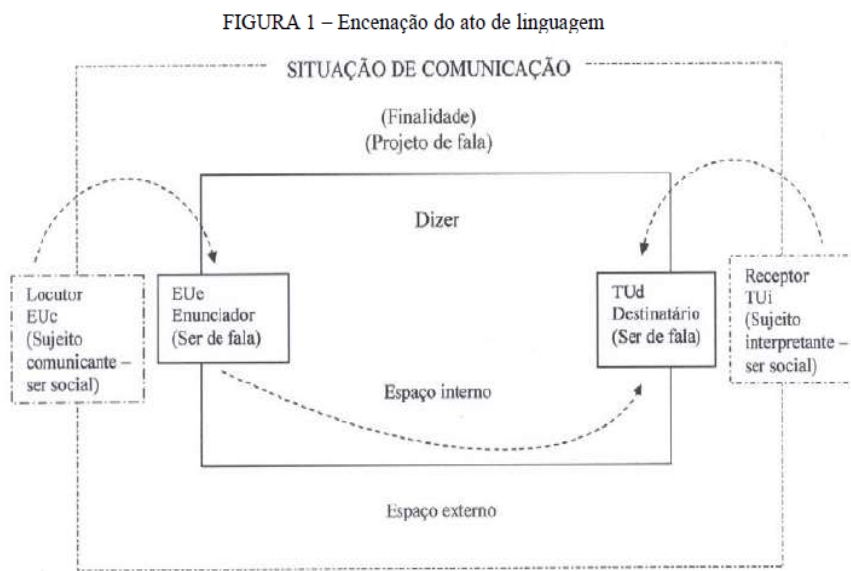 FIGURA 1 – Encenação do ato de linguagem
SITUAÇÃO DE COMUNICAÇÃO
(Finalidade)
(Projeto de fala)
Dizer
Locutor
EUc
(Sujeito
comunicante –
ser social)
EUe
Enunciador
(Ser de fala)
TUd
Destinatário
(Ser de fala)
Receptor
TUi
(Sujeito
interpretante –
ser social)
Espaço interno
Espaço externo